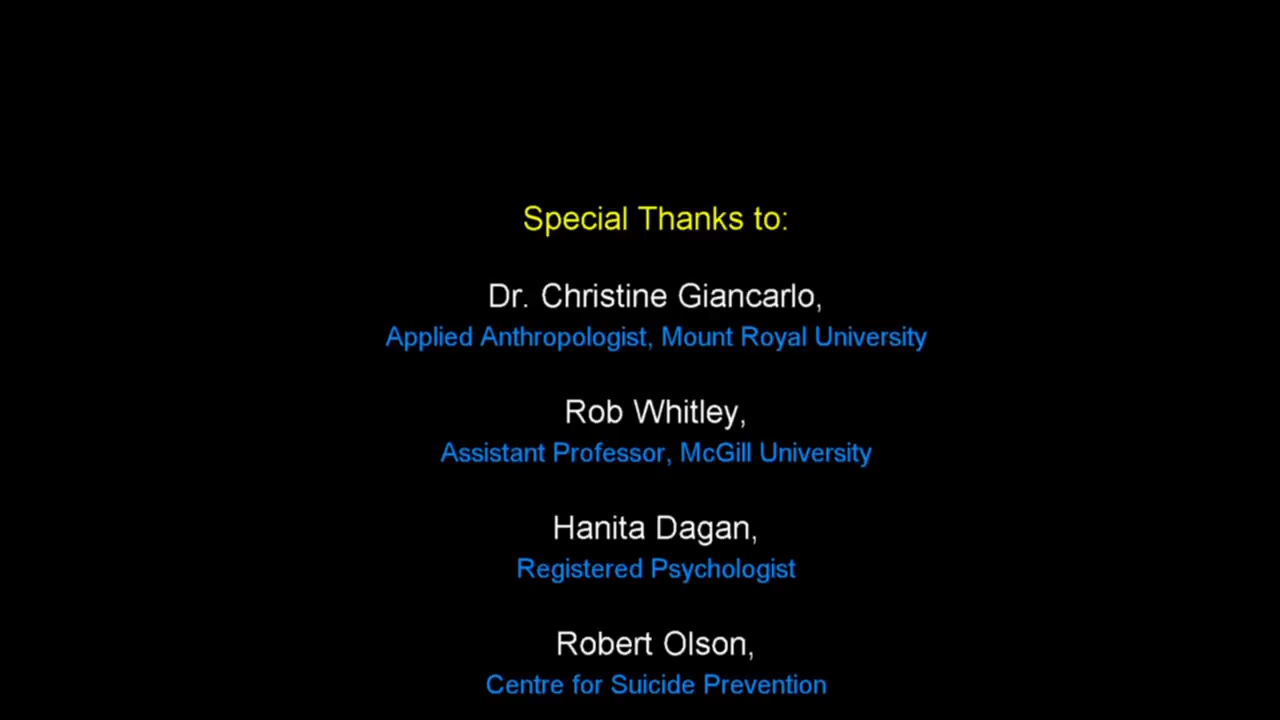 Special Thanks to:
Dr. Christine Giancarlo,
Applied Anthropologist, Mount Royal University
Rob Whitley,
Assistant Professor, McGill University
Hanita Dagan,
Registered Psychologist
Robert Olson,
Centre for Suicide Prevention